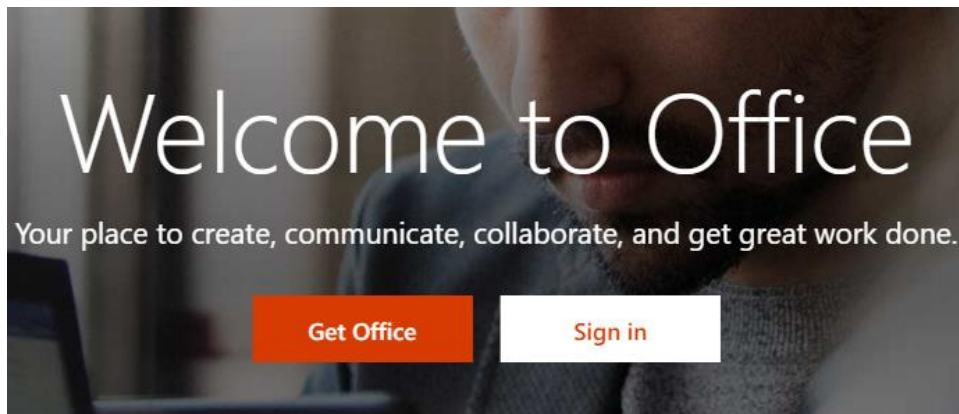 Welcome to Office
Your place to create, communicate, collaborate, and get great work done.
Get Office
Sign in